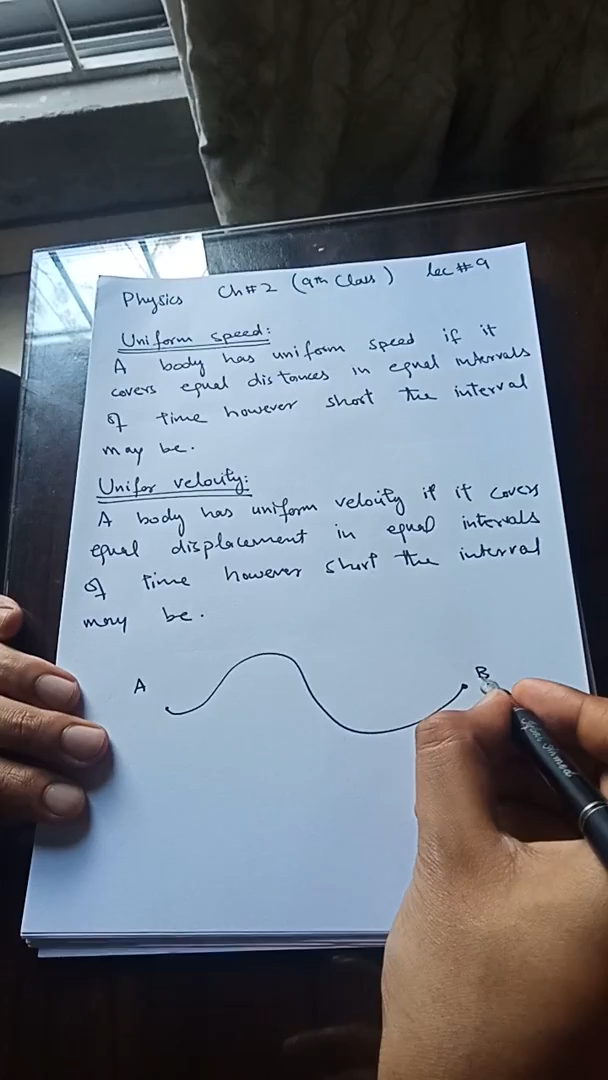 Physics Ch#2 (9th Class) Lec #9
Uniform speed:
A body has uniform speed if it
covers equal distances in equal intervals
of time however short the interval
may be.
Unifor velocity:
A body has uniform velocity if it covers
equal displacement in equal intervals
of time however short the interval
may be.
A B